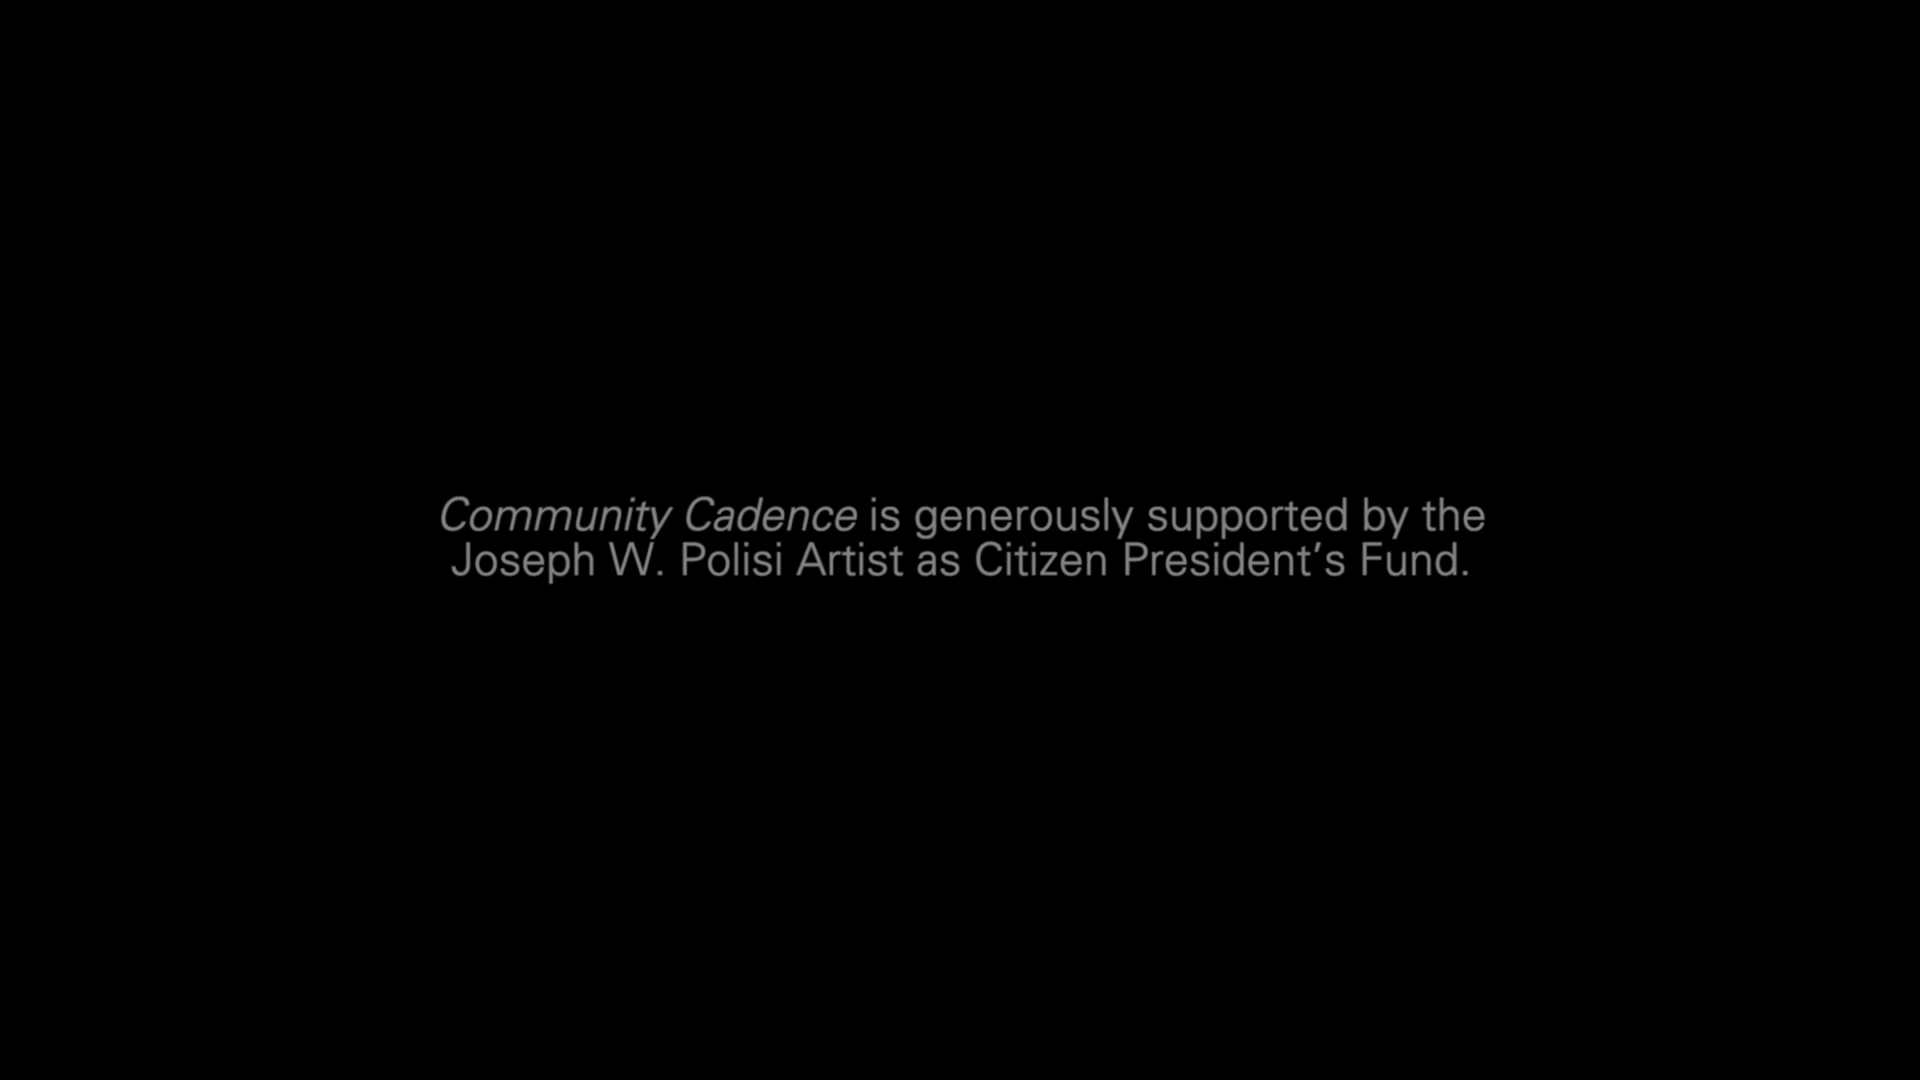 Community Cadence is generously supported by the
Joseph W. Polisi Artist as Citizen President’s Fund.